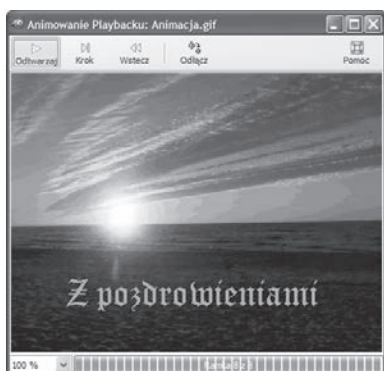 Animowanie Playbacku: Animacja.gif
Odtwarzaj Krok Wstecz Odłącz Pomoc
Z pozdrowieniami
100 %